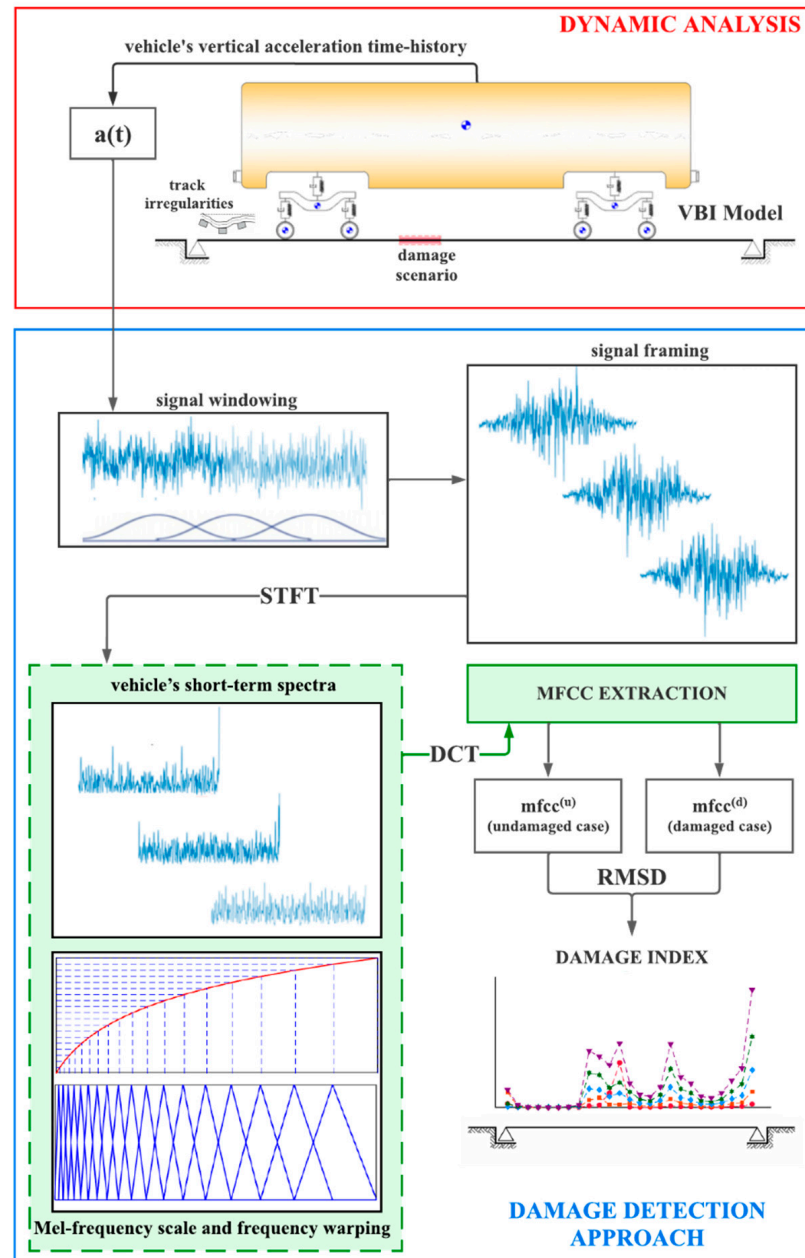 DYNAMIC ANALYSIS
vehicle's vertical acceleration time-history
a(t)
track
irregularities
VBI Model
damage
scenario
signal framing
signal windowing
STFT
vehicle's short-term spectra
MFCC EXTRACTION
DCT
mfcc(u)
(undamaged case)
mfcc(d)
(damaged case)
RMSD
DAMAGE INDEX
Mel-frequency scale and frequency warping
DAMAGE DETECTION
APPROACH